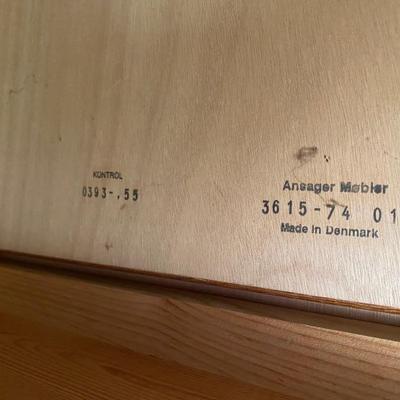 KONTROL
0393-.55
Ansager Møbler
3615-74 01
Made in Denmark